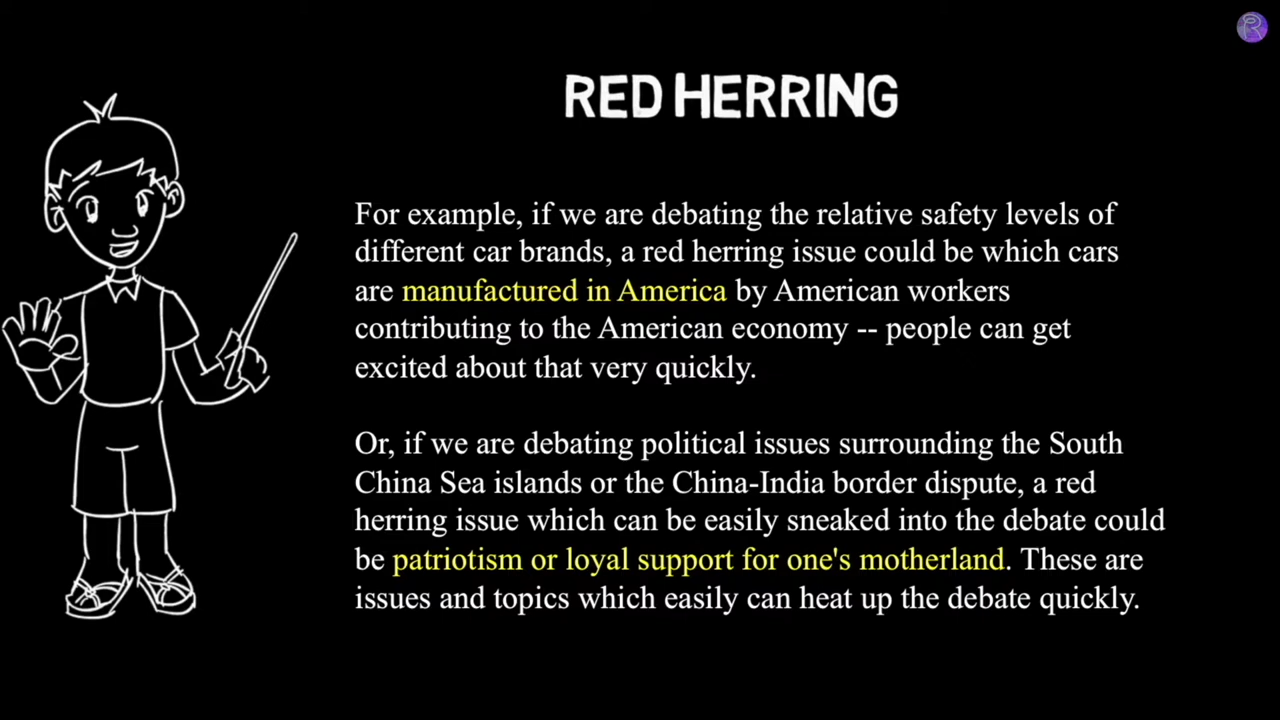 RED HERRING
For example, if we are debating the relative safety levels of
different car brands, a red herring issue could be which cars
are manufactured in America by American workers
contributing to the American economy -- people can get
excited about that very quickly.
Or, if we are debating political issues surrounding the South
China Sea islands or the China-India border dispute, a red
herring issue which can be easily sneaked into the debate could
be patriotism or loyal support for one's motherland. These are
issues and topics which easily can heat up the debate quickly.